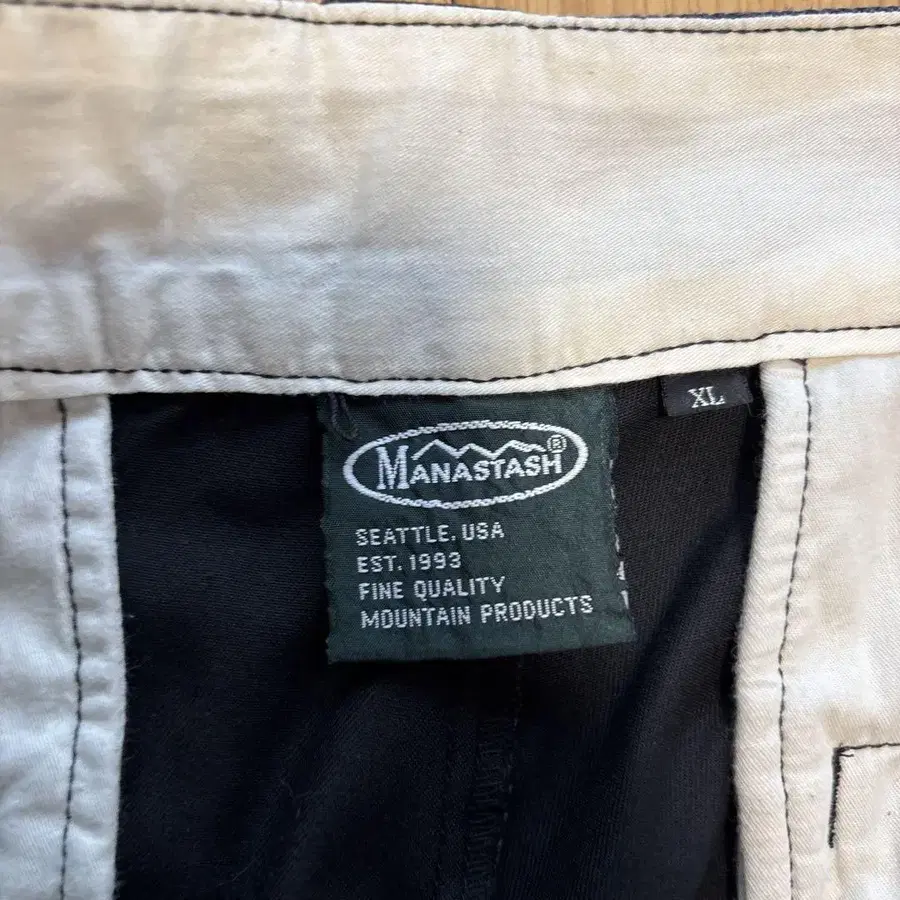 XL
MANASTASH®
SEATTLE. USA
EST. 1993
FINE QUALITY
MOUNTAIN PRODUCTS